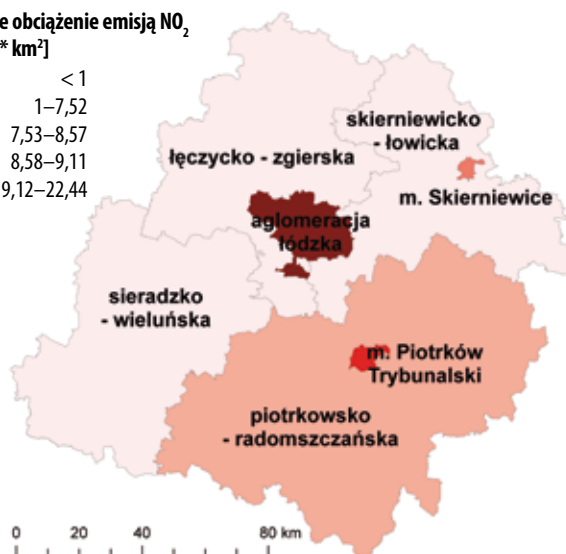 e obciążenie emisją NO₂
* km²]
< 1
1–7,52
7,53–8,57
8,58–9,11
9,12–22,44
skierniewicko
- łowicka
łęczycko - zgierska
m. Skierniewice
aglomeracja
łódzka
sieradzko
- wieluńska
m. Piotrków
Trybunalski
piotrkowsko
- radomszczańska
0 20 40 80 km